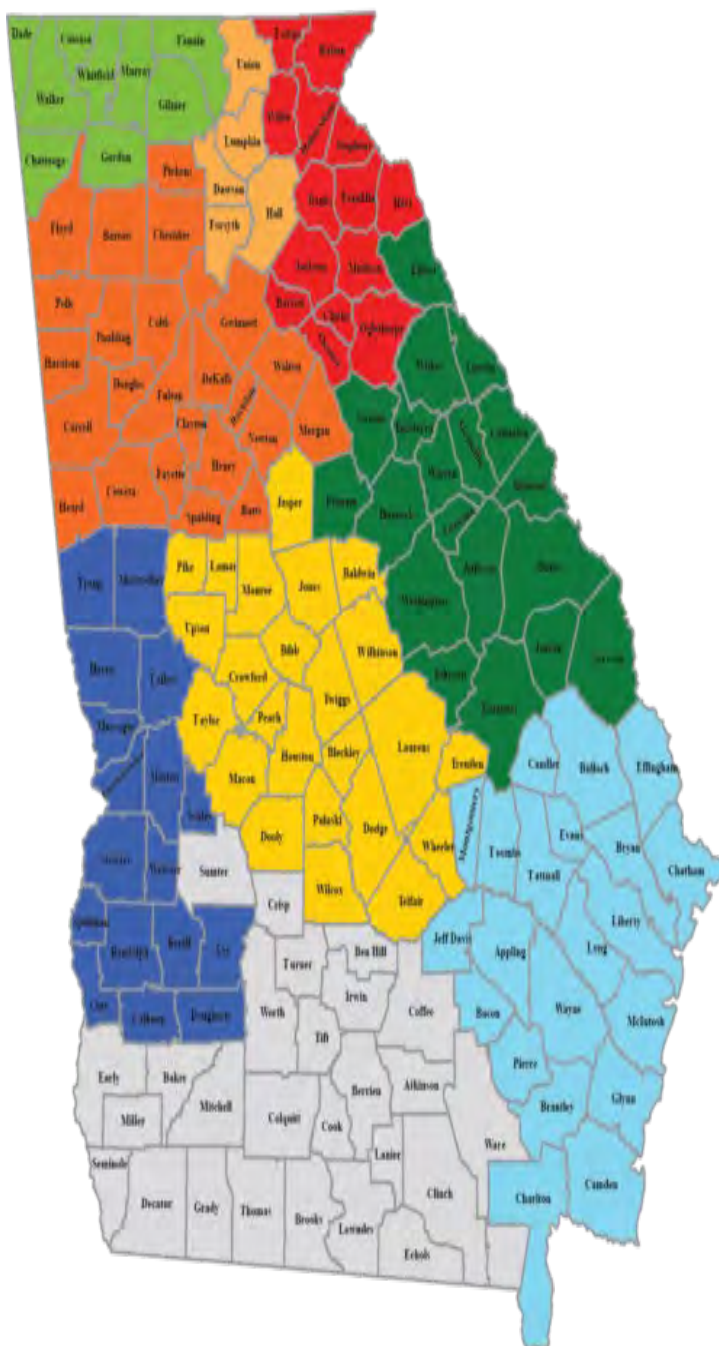 Dade
Catoosa
Whitfield
Murray
Fannin
Union
Towns
Rabun
Walker
Gilmer
White
Habersham
Stephens
Chattooga
Gordon
Pickens
Lumpkin
Dawson
Banks
Franklin
Hart
Floyd
Bartow
Cherokee
Forsyth
Hall
Jackson
Madison
Elbert
Polk
Paulding
Cobb
Gwinnett
Barrow
Clarke
Oglethorpe
Oconee
Haralson
Douglas
Fulton
DeKalb
Walton
Wilkes
Lincoln
Carroll
Clayton
Rockdale
Newton
Morgan
Greene
Taliaferro
McDuffie
Columbia
Heard
Coweta
Fayette
Henry
Spalding
Butts
Jasper
Putnam
Hancock
Warren
Glascock
Richmond
Troup
Meriwether
Pike
Lamar
Monroe
Jones
Baldwin
Washington
Jefferson
Burke
Upson
Bibb
Wilkinson
Harris
Talbot
Crawford
Twiggs
Johnson
Jenkins
Screven
Muscogee
Taylor
Peach
Houston
Bleckley
Laurens
Emanuel
Marion
Macon
Treutlen
Candler
Bulloch
Effingham
Schley
Dooly
Pulaski
Dodge
Wheeler
Montgomery
Toombs
Evans
Bryan
Chatham
Stewart
Webster
Sumter
Crisp
Wilcox
Telfair
Tattnall
Liberty
Quitman
Randolph
Terrell
Lee
Turner
Ben Hill
Jeff Davis
Appling
Long
Clay
Calhoun
Dougherty
Worth
Irwin
Coffee
Bacon
Wayne
McIntosh
Early
Baker
Tift
Pierce
Miller
Mitchell
Colquitt
Cook
Berrien
Atkinson
Brantley
Glynn
Seminole
Lanier
Ware
Decatur
Grady
Thomas
Brooks
Lowndes
Clinch
Charlton
Camden
Echols